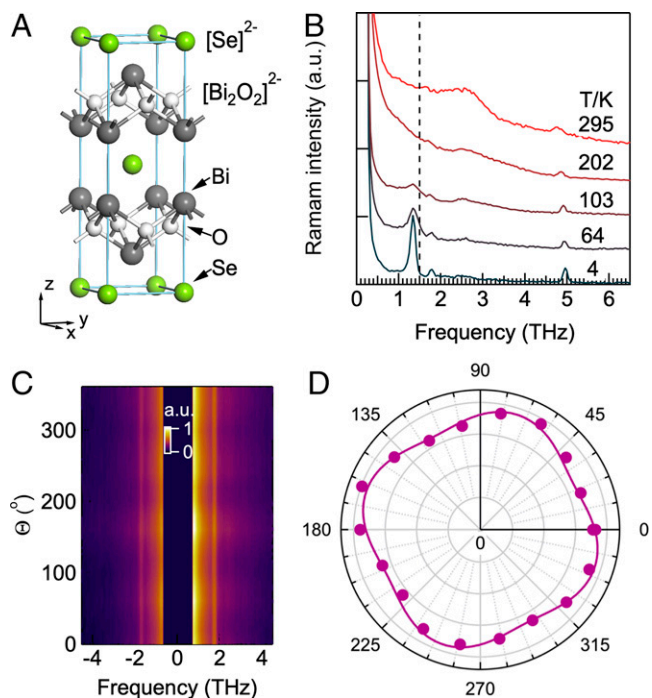 A
[Se]2-
[Bi2O2]2-
Bi
O
Se
z
y
x
B
Ramam intensity (a.u.)
T/K
295
202
103
64
4
0 1 2 3 4 5 6
Frequency (THz)
C
a.u.
1
0
Θ (°)
300
200
100
0
-4 -2 0 2 4
Frequency (THz)
D
90
135 45
180 0 0
225 315
270